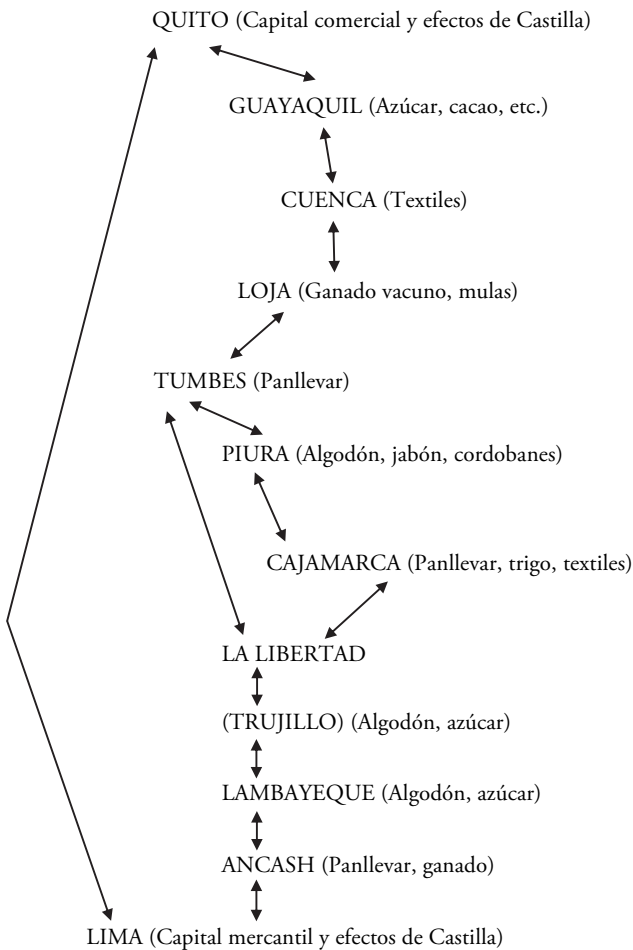 QUITO (Capital comercial y efectos de Castilla)
GUAYAQUIL (Azúcar, cacao, etc.)
CUENCA (Textiles)
LOJA (Ganado vacuno, mulas)
TUMBES (Panllevar)
PIURA (Algodón, jabón, cordobanes)
CAJAMARCA (Panllevar, trigo, textiles)
LA LIBERTAD
(TRUJILLO) (Algodón, azúcar)
LAMBAYEQUE (Algodón, azúcar)
ANCASH (Panllevar, ganado)
LIMA (Capital mercantil y efectos de Castilla)